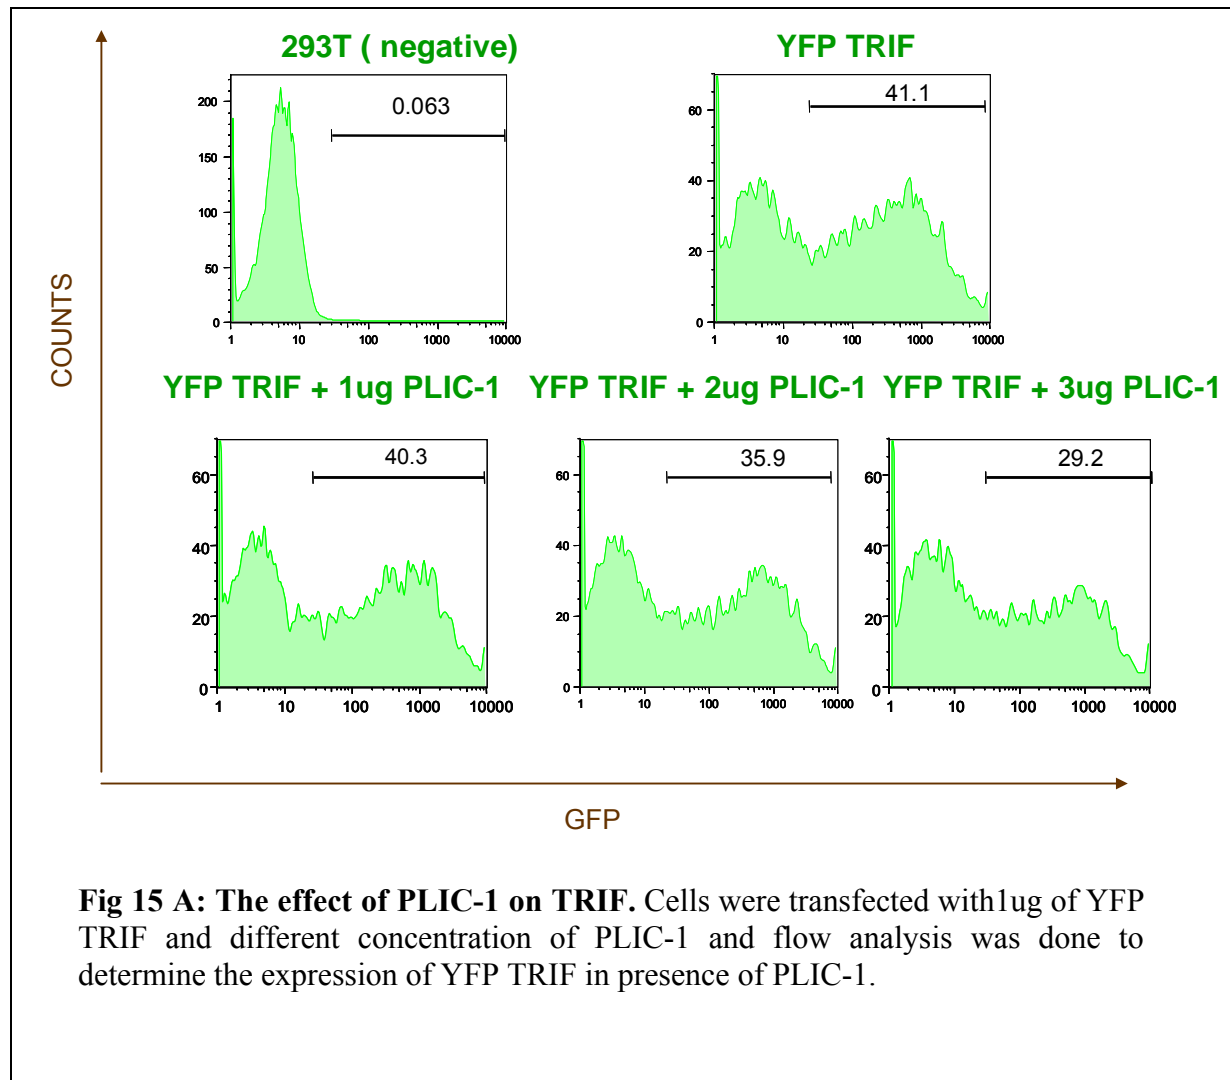 293T ( negative)
YFP TRIF
0.063
200
150
100
50
0
1 10 100 1000 10000
41.1
60
40
20
0
1 10 100 1000 10000
COUNTS
YFP TRIF + 1ug PLIC-1
YFP TRIF + 2ug PLIC-1
YFP TRIF + 3ug PLIC-1
40.3
60
40
20
0
1 10 100 1000 10000
35.9
60
40
20
0
1 10 100 1000 10000
29.2
60
40
20
0
1 10 100 1000 10000
GFP
Fig 15 A: The effect of PLIC-1 on TRIF. Cells were transfected with1ug of YFP
TRIF and different concentration of PLIC-1 and flow analysis was done to
determine the expression of YFP TRIF in presence of PLIC-1.